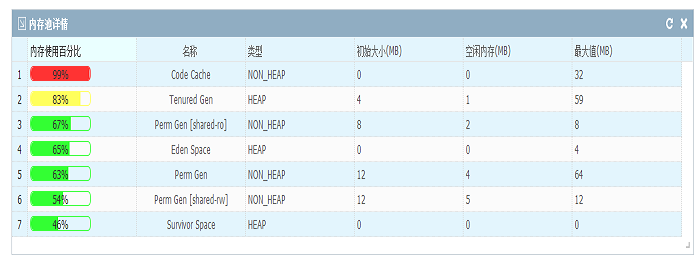 内存池详情
内存使用百分比 名称 类型 初始大小(MB) 空闲内存(MB) 最大值(MB)
1 99% Code Cache NON_HEAP 0 0 32
2 83% Tenured Gen HEAP 4 1 59
3 67% Perm Gen [shared-ro] NON_HEAP 8 2 8
4 65% Eden Space HEAP 0 0 4
5 63% Perm Gen NON_HEAP 12 4 64
6 54% Perm Gen [shared-rw] NON_HEAP 12 5 12
7 46% Survivor Space HEAP 0 0 0